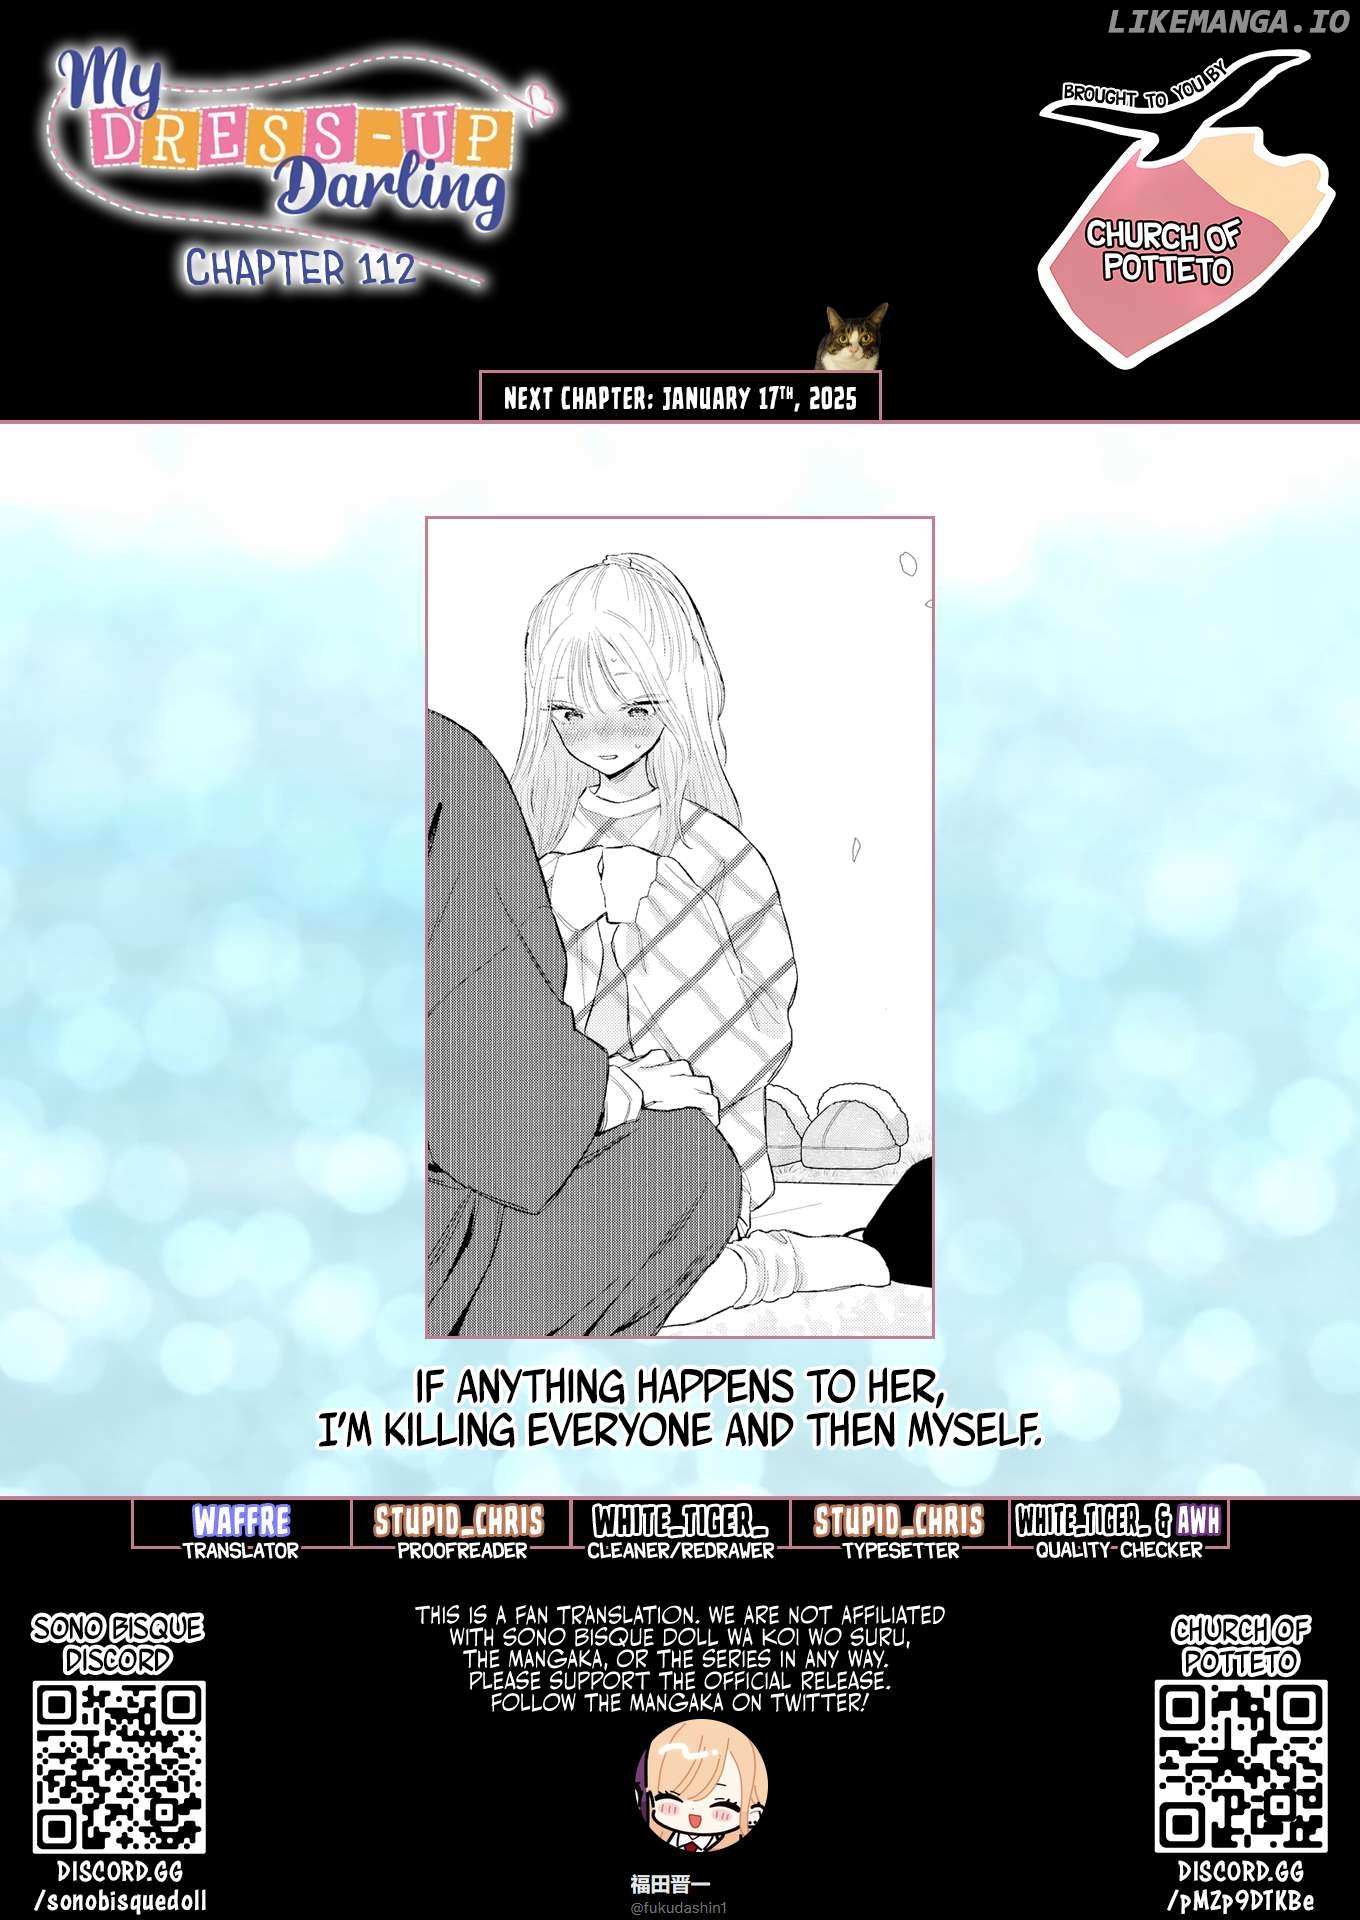 LIKEMANGA.IO
My
DRESS-UP
Darling
CHAPTER 112
BROUGHT TO YOU BY
CHURCH OF
POTTETO
NEXT CHAPTER: JANUARY 17TH, 2025
IF ANYTHING HAPPENS TO HER,
I'M KILLING EVERYONE AND THEN MYSELF.
WAFFRE
TRANSLATOR
STUPID_CHRIS
PROOFREADER
WHITE_TIGER_
CLEANER/REDRAWER
STUPID_CHRIS
TYPESETTER
WHITE_TIGER_ & AWH
QUALITY CHECKER
SONO BISQUE
DISCORD
DISCORD.GG
/sonobisquedoll
THIS IS A FAN TRANSLATION. WE ARE NOT AFFILIATED
WITH SONO BISQUE DOLL WA KOI WO SURU,
THE MANGAKA, OR THE SERIES IN ANY WAY.
PLEASE SUPPORT THE OFFICIAL RELEASE.
FOLLOW THE MANGAKA ON TWITTER!
福田晋一
@fukudashin1
CHURCH OF
POTTETO
DISCORD.GG
/pMZp9DTKBe